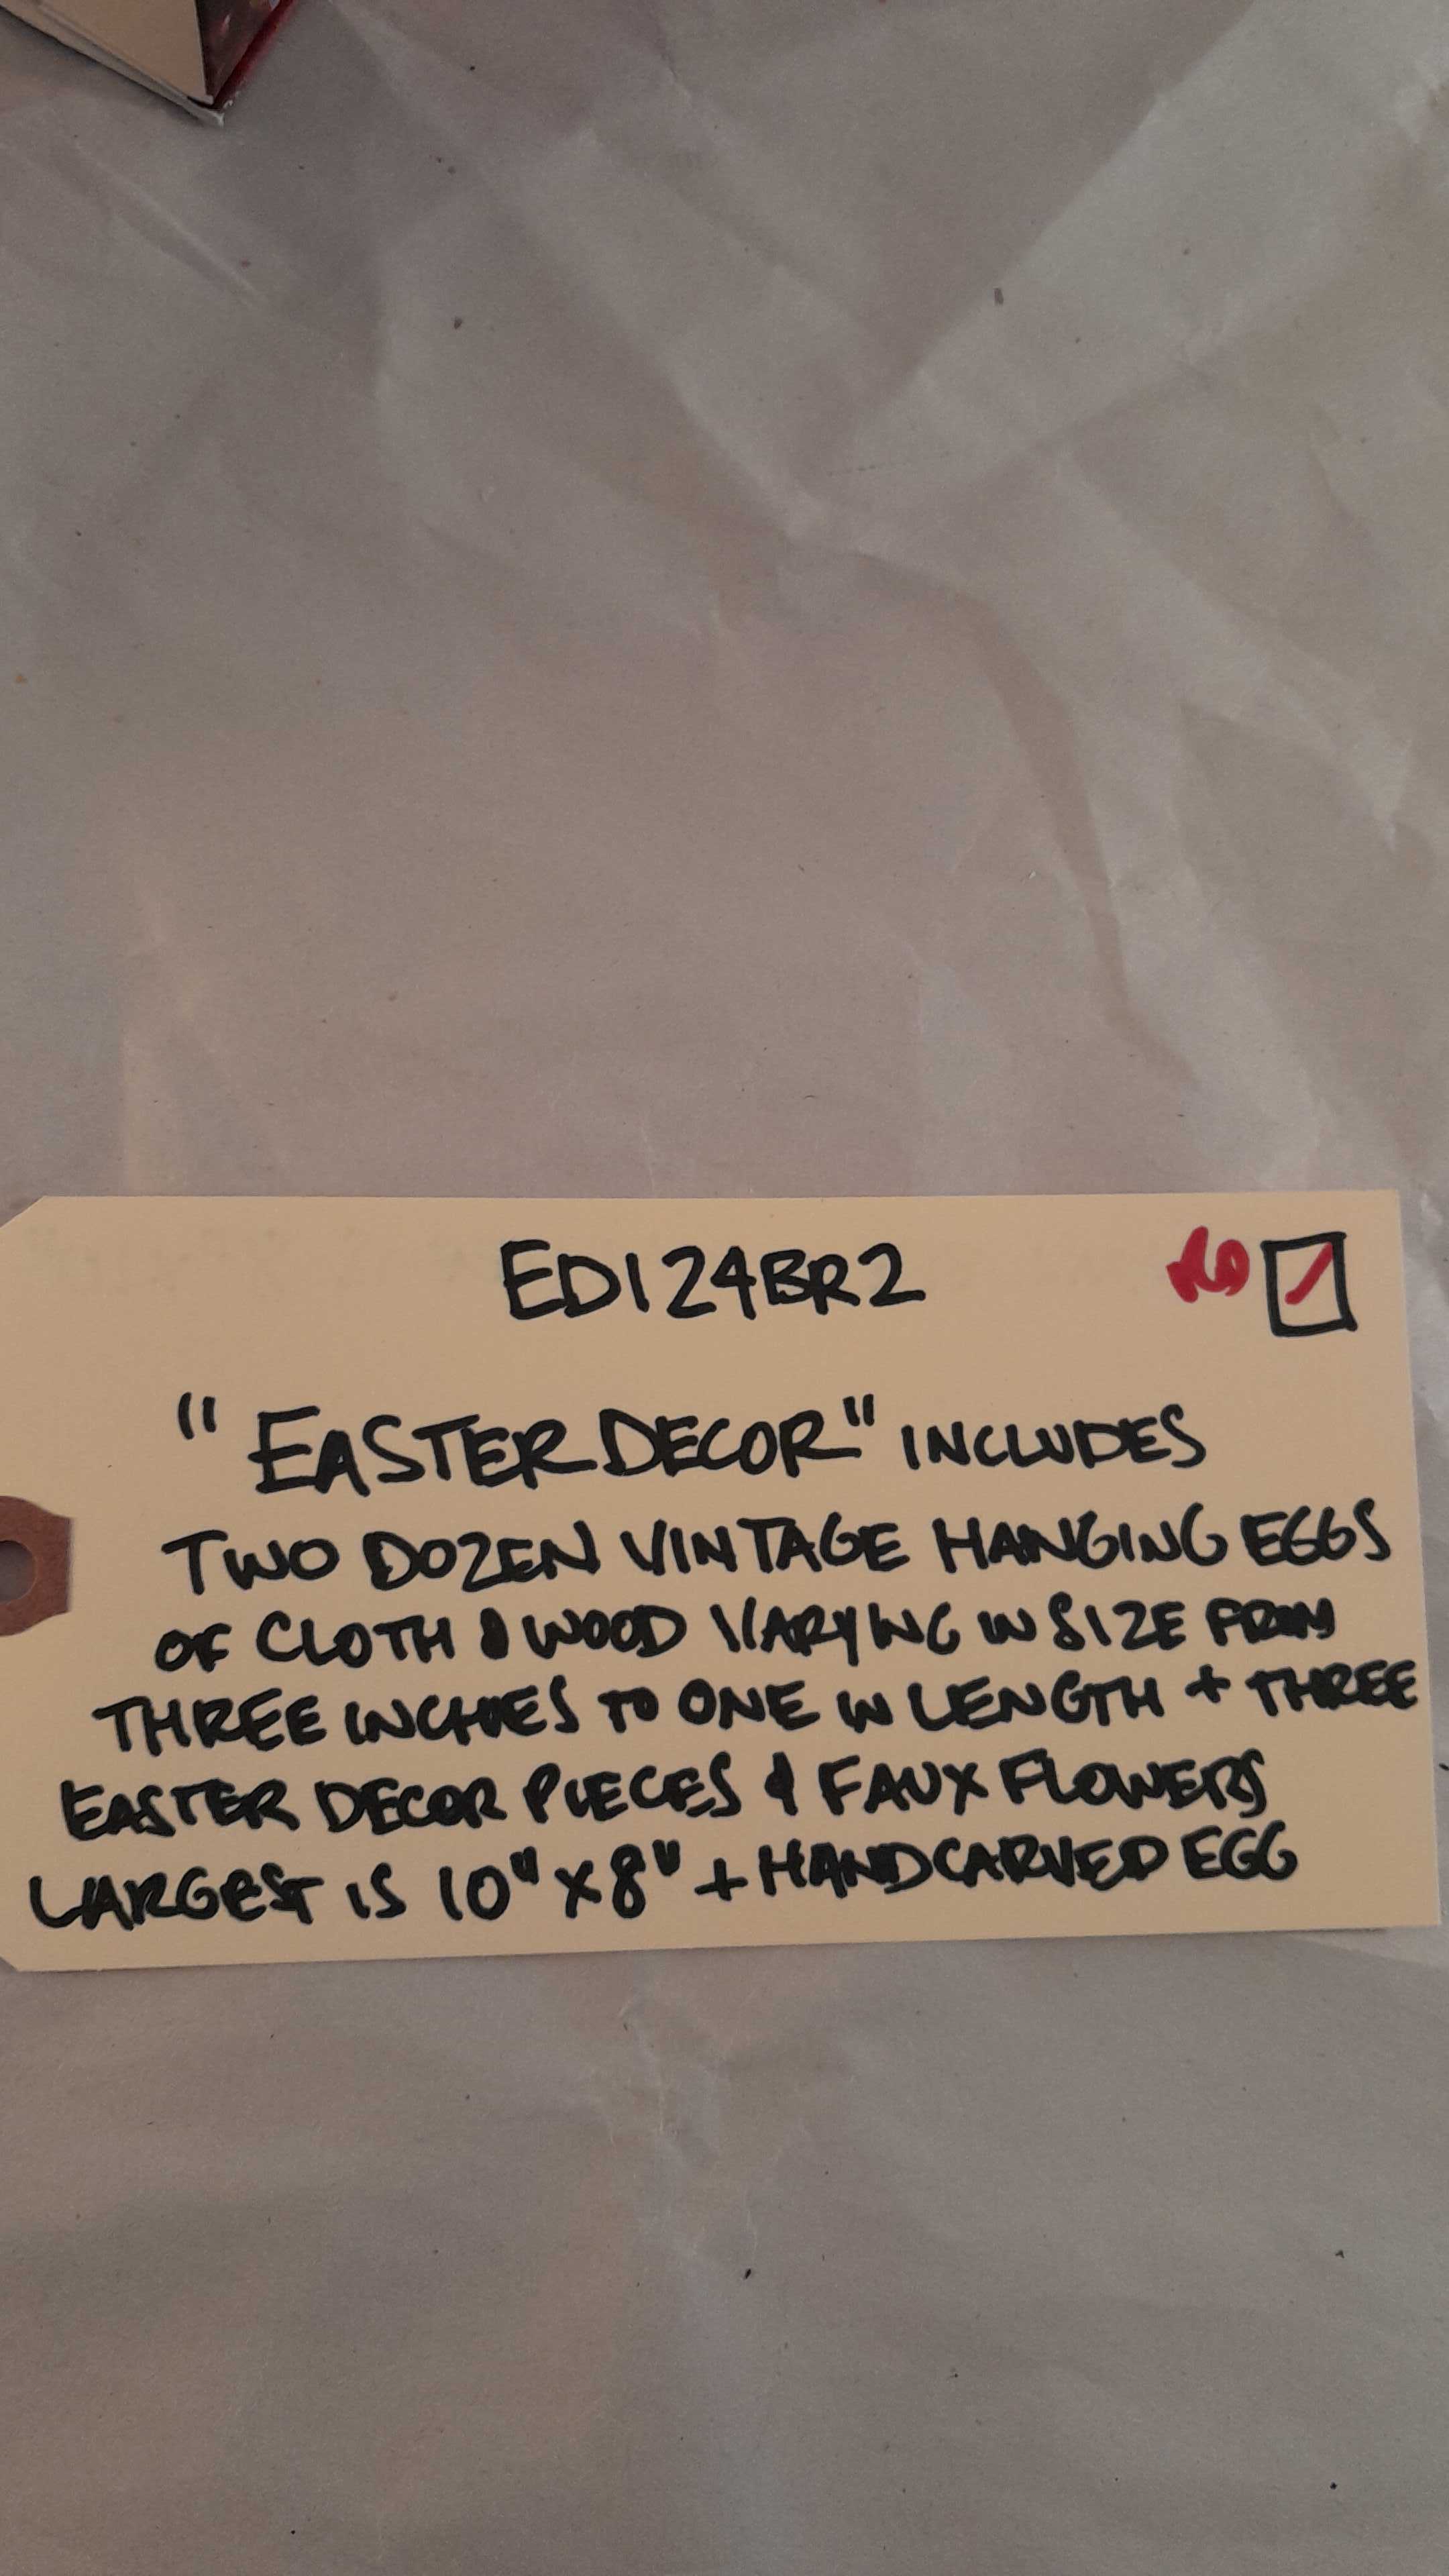 ED124BR2
"EASTER DECOR" INCLUDES
TWO DOZEN VINTAGE HANGING EGGS
OF CLOTH & WOOD VARYING IN SIZE FROM
THREE INCHES TO ONE IN LENGTH + THREE
EASTER DECOR PIECES & FAUX FLOWERS
LARGEST IS 10" X 8" + HANDCARVED EGG